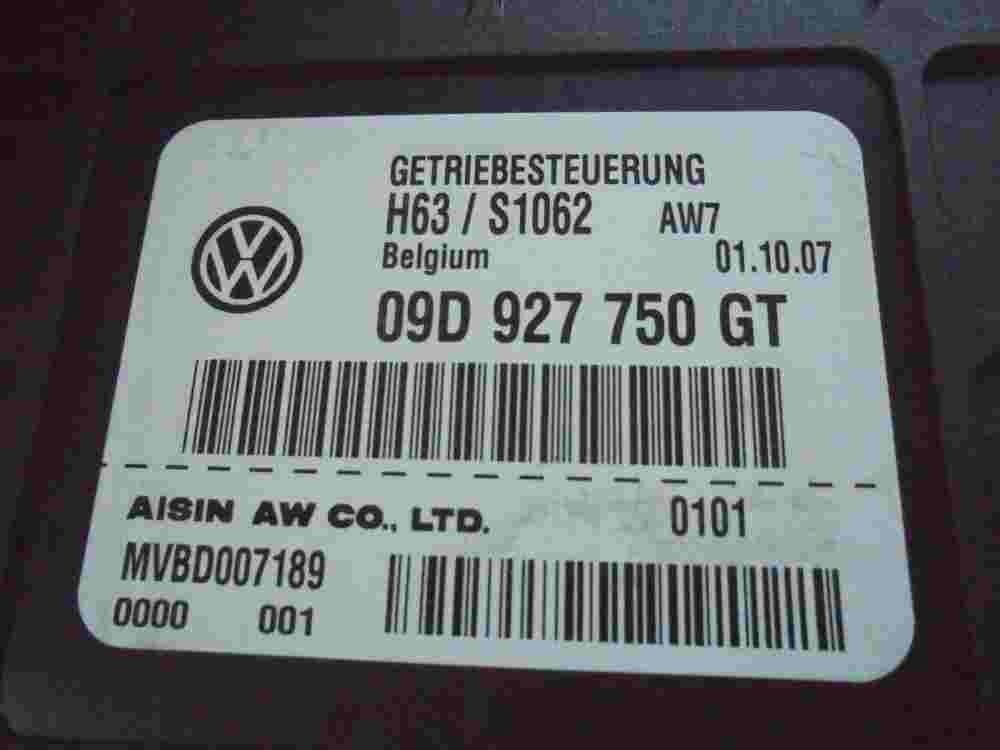 GETRIEBESTEUERUNG
H63 / S1062 AW7
Belgium 01.10.07
VW
09D 927 750 GT
AISIN AW CO., LTD. 0101
MVBD007189
0000 001